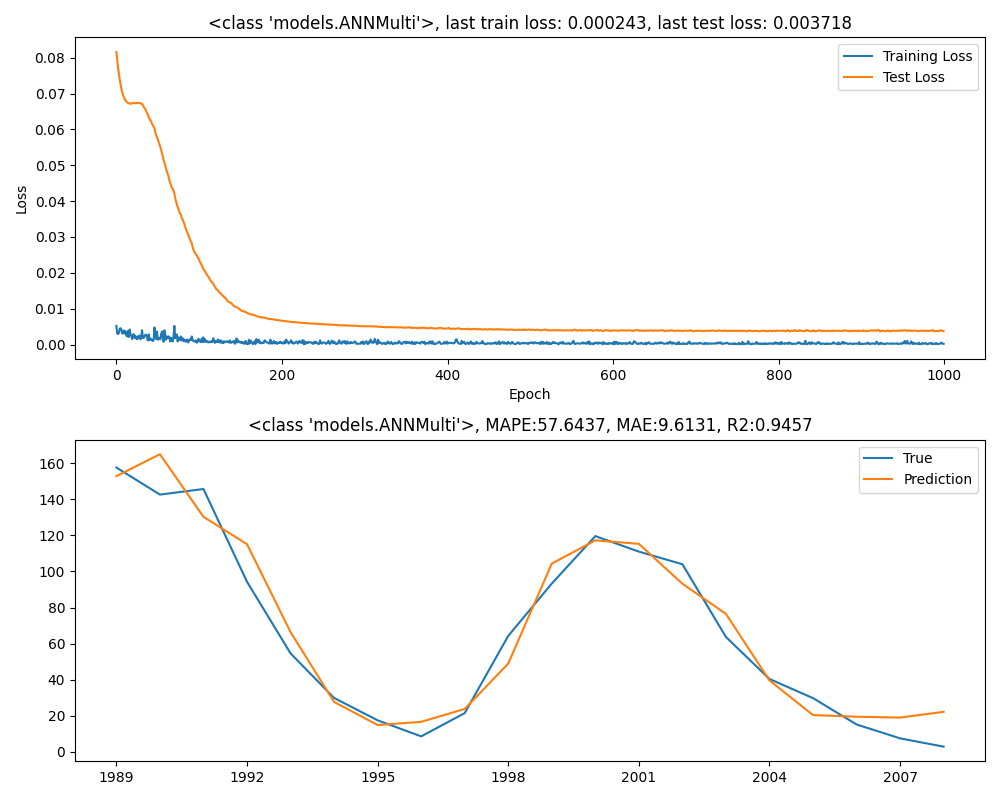 <class 'models.ANNMulti'>, last train loss: 0.000243, last test loss: 0.003718
Training Loss
Test Loss
0.08
0.07
0.06
0.05
0.04
0.03
0.02
0.01
0.00
Loss
0 200 400 600 800 1000
Epoch
<class 'models.ANNMulti'>, MAPE:57.6437, MAE:9.6131, R2:0.9457
True
Prediction
160
140
120
100
80
60
40
20
0
1989 1992 1995 1998 2001 2004 2007